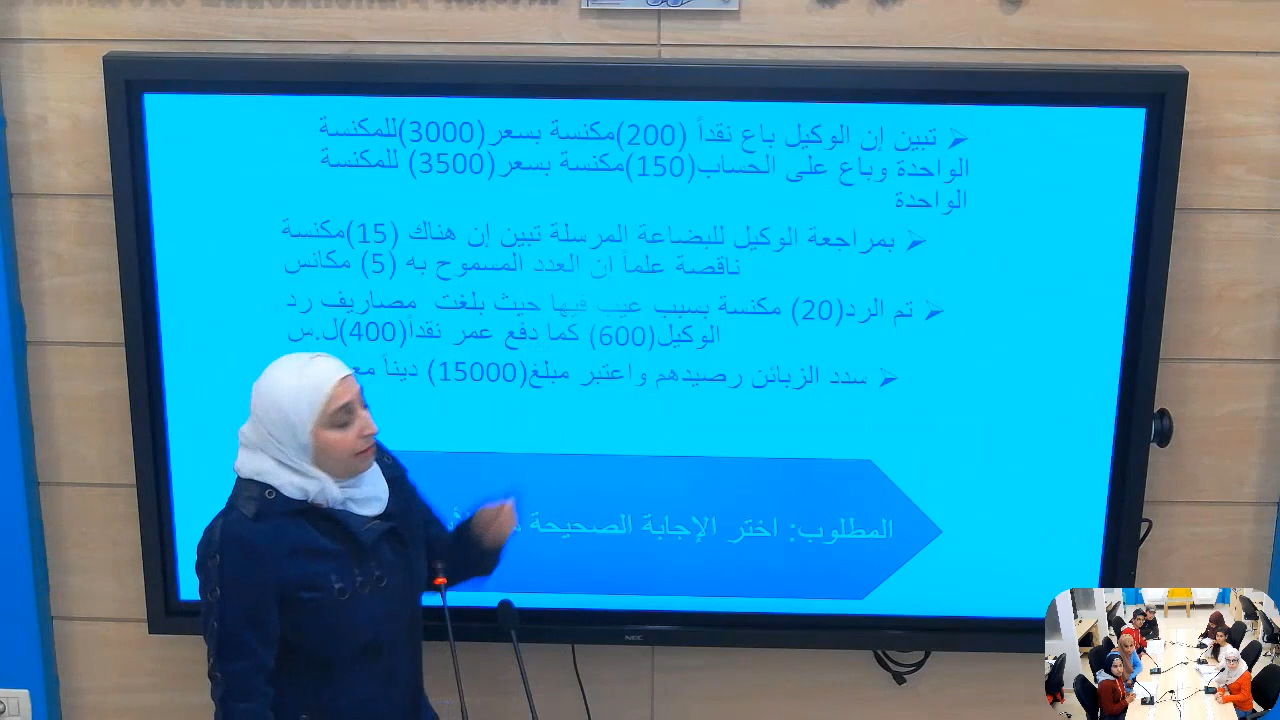 ➢ تبين إن الوكيل باع نقداً (200)مكنسة بسعر(3000)للمكنسة
الواحدة وباع على الحساب(150)مكنسة بسعر(3500) للمكنسة
الواحدة
➢ بمراجعة الوكيل للبضاعة المرسلة تبين إن هناك (15)مكنسة
ناقصة علماً ان العدد المسموح به (5) مكانس
➢ تم الرد(20) مكنسة بسبب عيب فيها حيث بلغت مصاريف رد
الوكيل(600) كما دفع عمر نقداً(400)ل.س
➢ سدد الزبائن رصيدهم واعتبر مبلغ(15000) ديناً
المطلوب: اختر الإجابة الصحيحة
NEC